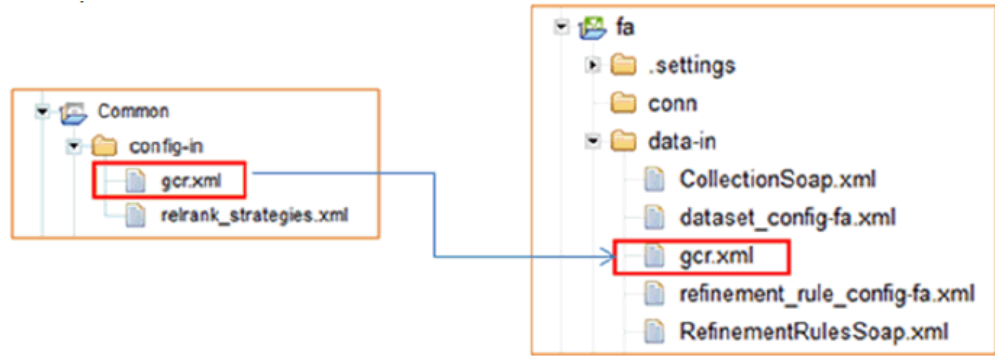 Common
config-in
gcr.xml
relrank_strategies.xml
fa
.settings
conn
data-in
CollectionSoap.xml
dataset_config-fa.xml
gcr.xml
refinement_rule_config-fa.xml
RefinementRulesSoap.xml